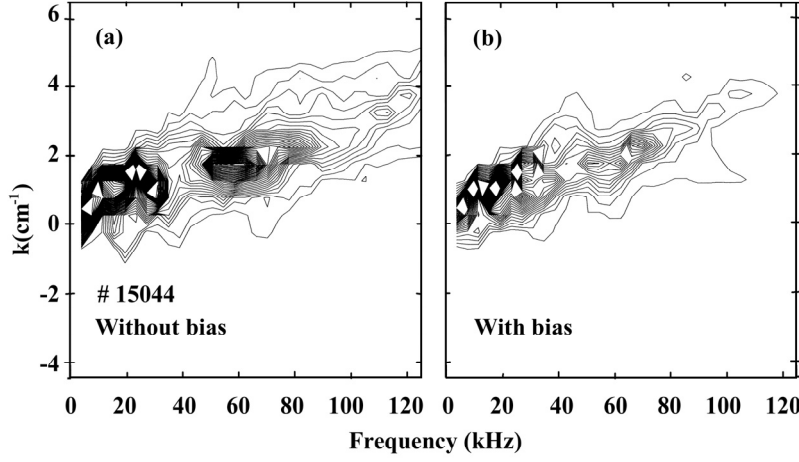 (a)
(b)
6
4
2
0
-2
-4
k(cm-1)
# 15044
Without bias
With bias
0 20 40 60 80 100 120 0 20 40 60 80 100 120
Frequency (kHz)